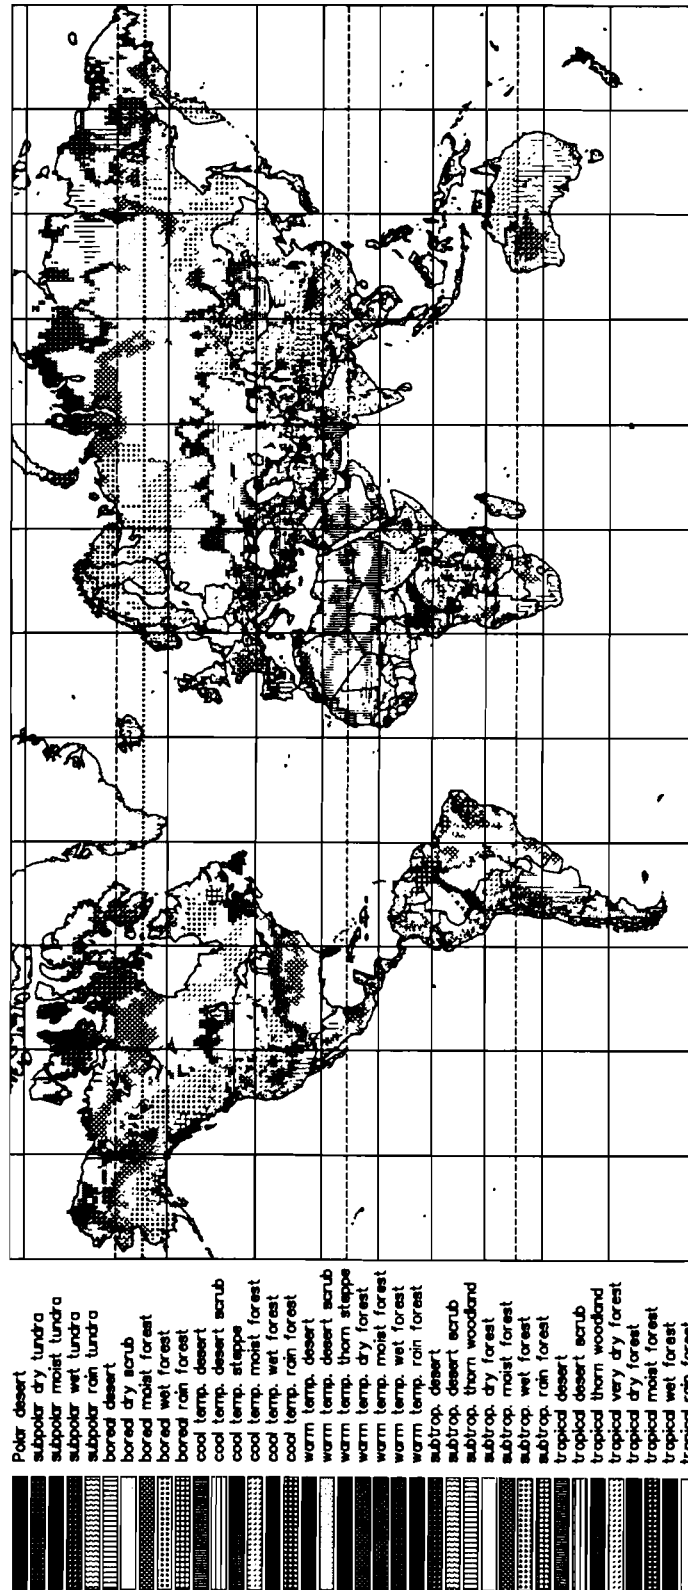 Polar desert
subpolar dry tundra
subpolar moist tundra
subpolar wet tundra
subpolar rain tundra
boreal desert
boreal dry scrub
boreal moist forest
boreal wet forest
boreal rain forest
cool temp. desert
cool temp. desert scrub
cool temp. steppe
cool temp. moist forest
cool temp. wet forest
cool temp. rain forest
warm temp. desert
warm temp. desert scrub
warm temp. thorn steppe
warm temp. dry forest
warm temp. moist forest
warm temp. wet forest
warm temp. rain forest
subtrop. desert
subtrop. desert scrub
subtrop. thorn woodland
subtrop. dry forest
subtrop. moist forest
subtrop. wet forest
subtrop. rain forest
tropical desert
tropical desert scrub
tropical thorn woodland
tropical very dry forest
tropical dry forest
tropical moist forest
tropical wet forest
tropical rain forest